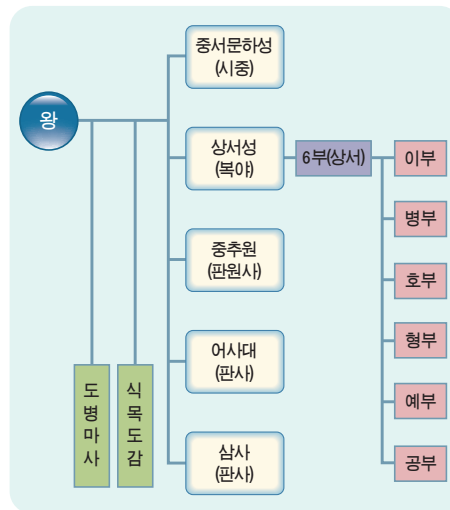 왕
중서문하성
(시중)
상서성
(복야)
6부(상서)
이부
병부
중추원
(판원사)
호부
형부
어사대
(판사)
예부
삼사
(판사)
공부
도병마사
식목도감